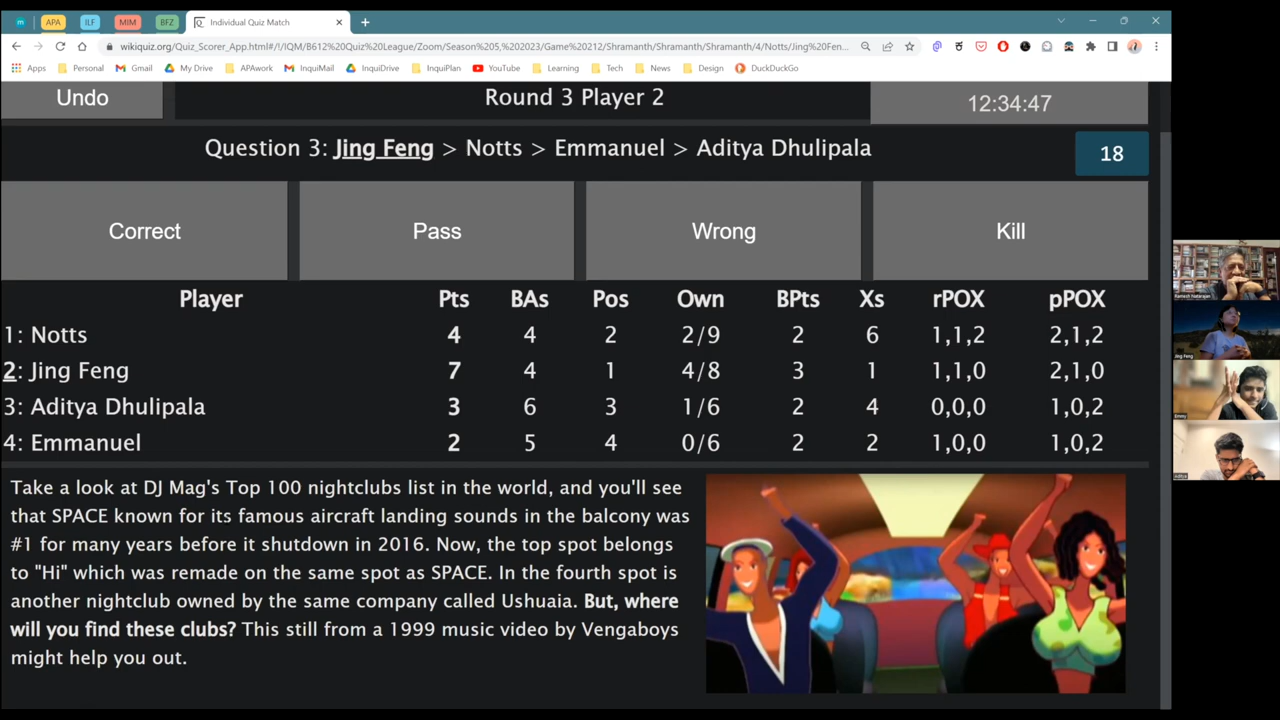 APA
ILF
MIM
BFZ
Individual Quiz Match
wikiquiz.org/Quiz_Scorer_App.html#/!/IQM/B612%20Quiz%20League/Zoom/Season%205,%202023/Game%20212/Shramanth/Shramanth/Shramanth/4/Notts/Jing%20Fen...
Apps
Personal
Gmail
My Drive
APAwork
InquiMail
InquiDrive
InquiPlan
YouTube
Learning
Tech
News
Design
DuckDuckGo
Undo
Round 3 Player 2
12:34:47
Question 3: Jing Feng > Notts > Emmanuel > Aditya Dhulipala
18
Correct
Pass
Wrong
Kill
Player Pts BAs Pos Own BPts Xs rPOX pPOX
1: Notts 4 4 2 2/9 2 6 1,1,2 2,1,2
2: Jing Feng 7 4 1 4/8 3 1 1,1,0 2,1,0
3: Aditya Dhulipala 3 6 3 1/6 2 4 0,0,0 1,0,2
4: Emmanuel 2 5 4 0/6 2 2 1,0,0 1,0,2
Take a look at DJ Mag's Top 100 nightclubs list in the world, and you'll see
that SPACE known for its famous aircraft landing sounds in the balcony was
#1 for many years before it shutdown in 2016. Now, the top spot belongs
to "Hi" which was remade on the same spot as SPACE. In the fourth spot is
another nightclub owned by the same company called Ushuaia. But, where
will you find these clubs? This still from a 1999 music video by Vengaboys
might help you out.
Ramesh Natarajan
Jing Feng
Emmy
Aditya